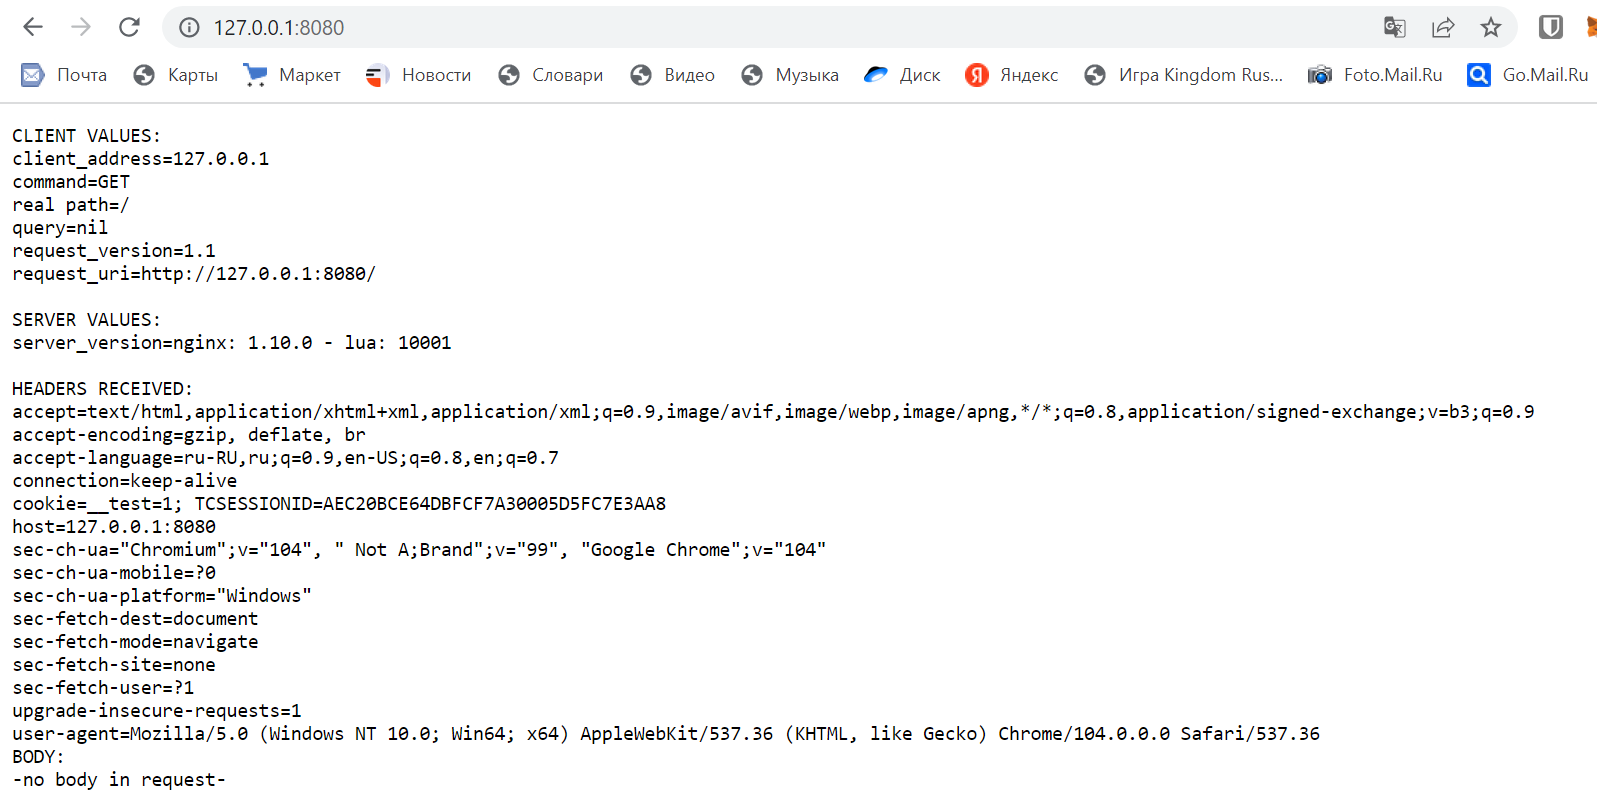 127.0.0.1:8080
Почта Карты Маркет Новости Словари Видео Музыка Диск Яндекс Игра Kingdom Rus... Foto.Mail.Ru Go.Mail.Ru
CLIENT VALUES:
client_address=127.0.0.1
command=GET
real path=/
query=nil
request_version=1.1
request_uri=http://127.0.0.1:8080/
SERVER VALUES:
server_version=nginx: 1.10.0 - lua: 10001
HEADERS RECEIVED:
accept=text/html,application/xhtml+xml,application/xml;q=0.9,image/avif,image/webp,image/apng,*/*;q=0.8,application/signed-exchange;v=b3;q=0.9
accept-encoding=gzip, deflate, br
accept-language=ru-RU,ru;q=0.9,en-US;q=0.8,en;q=0.7
connection=keep-alive
cookie=__test=1; TCSESSIONID=AEC20BCE64DBFCF7A30005D5FC7E3AA8
host=127.0.0.1:8080
sec-ch-ua="Chromium";v="104", " Not A;Brand";v="99", "Google Chrome";v="104"
sec-ch-ua-mobile=?0
sec-ch-ua-platform="Windows"
sec-fetch-dest=document
sec-fetch-mode=navigate
sec-fetch-site=none
sec-fetch-user=?1
upgrade-insecure-requests=1
user-agent=Mozilla/5.0 (Windows NT 10.0; Win64; x64) AppleWebKit/537.36 (KHTML, like Gecko) Chrome/104.0.0.0 Safari/537.36
BODY:
-no body in request-